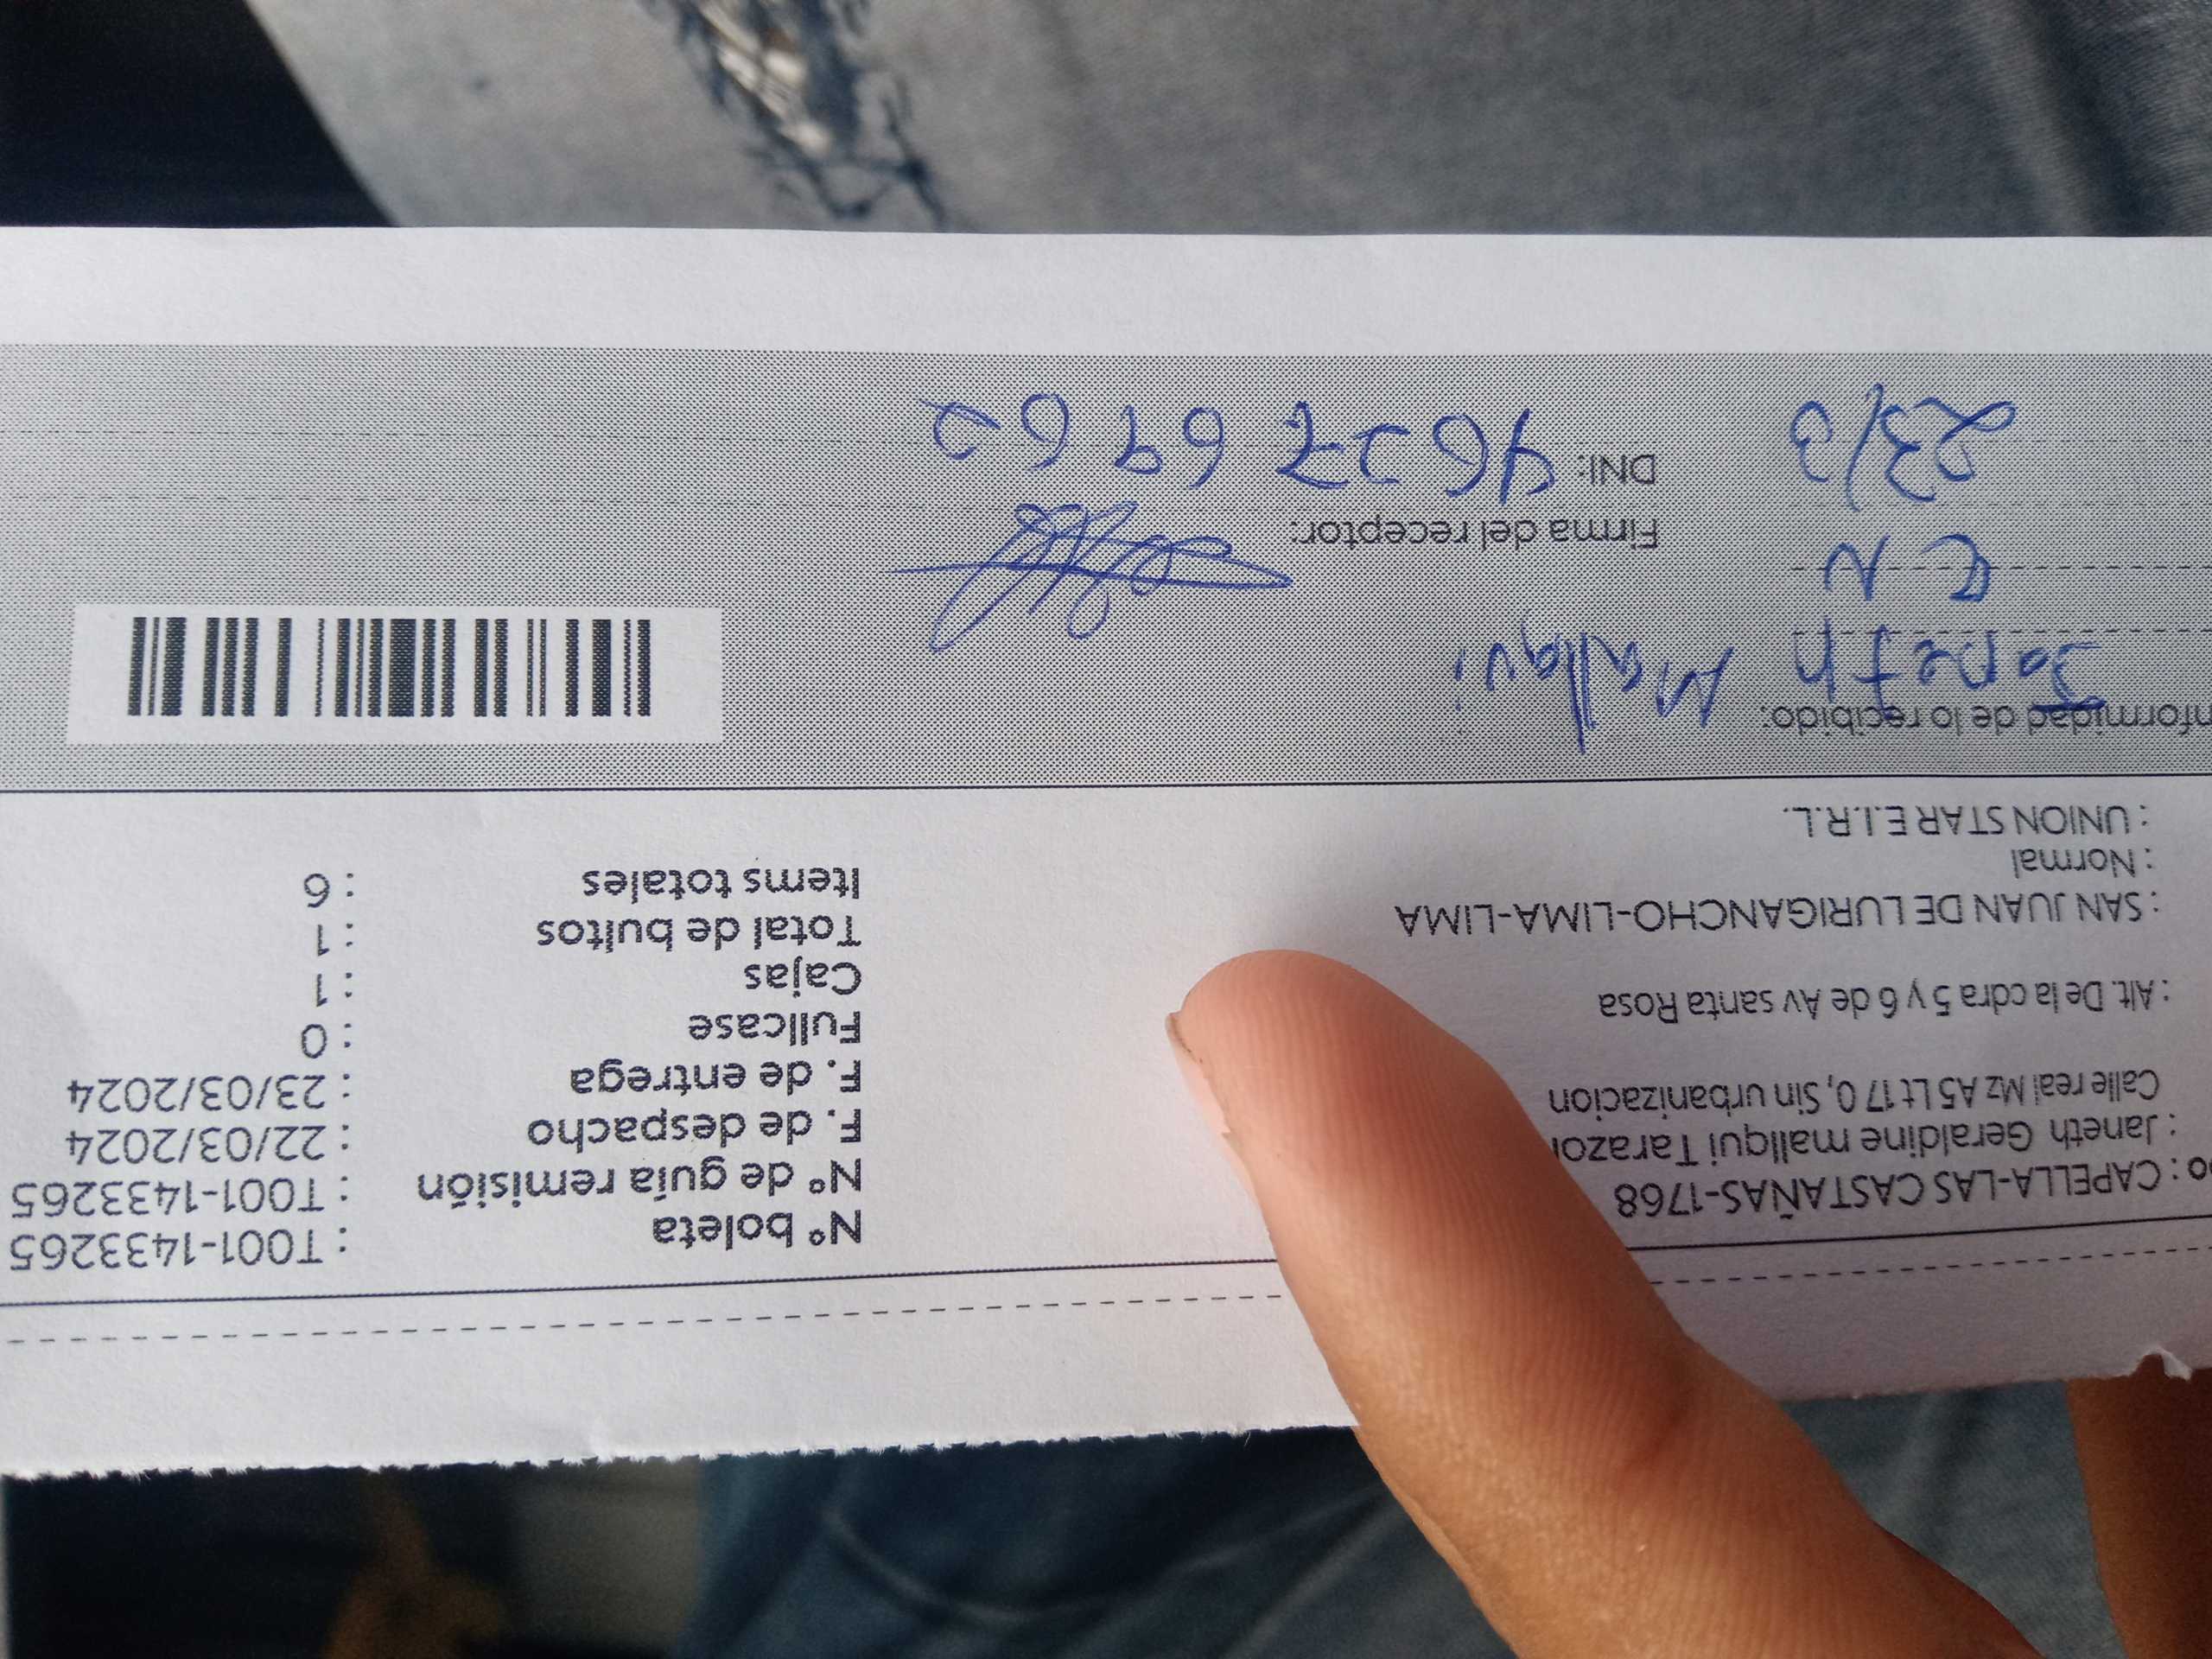 N° boleta : T001-1433265
N° de guía remisión : T001-1433265
F. de despacho : 22/03/2024
F. de entrega : 23/03/2024
Fullcase : 0
Cajas : 1
Total de bultos : 1
Items totales : 6
o : CAPELLA-LAS CASTAÑAS-1768
: Janeth Geraldine mallqui Tarazo
Calle real Mz A5 Lt 17 0, Sin urbanizacion
: Alt. De la cdra 5 y 6 de Av santa Rosa
: SAN JUAN DE LURIGANCHO-LIMA-LIMA
: Normal
: UNION STAR E.I.R.L.
nformidad de lo recibido:
Janeth Mallqui
Firma del receptor:
DNI:
23/3